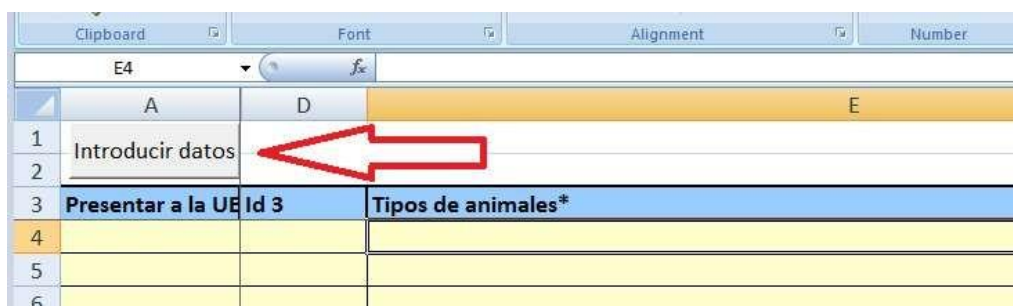 Clipboard Font Alignment Number
E4 fx
A D E
1 Introducir datos
2
3 Presentar a la UE Id 3 Tipos de animales*
4
5
6